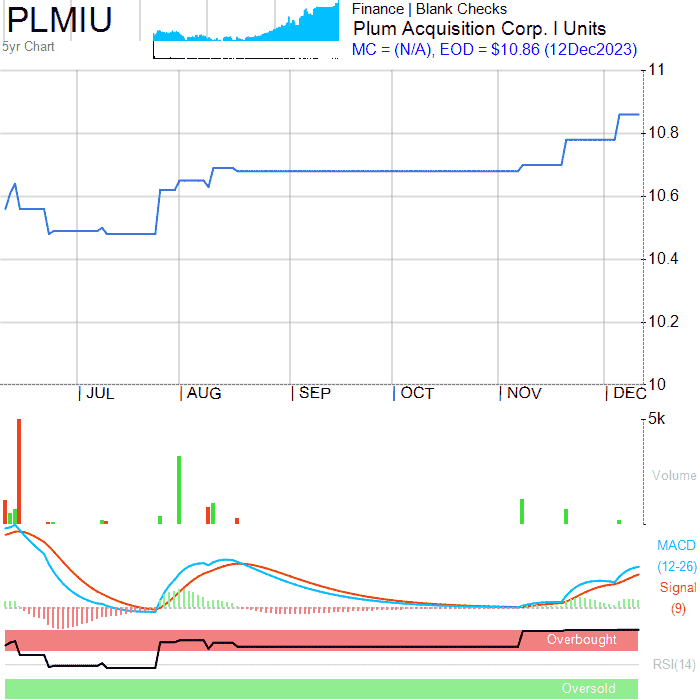 PLMIU
5yr Chart
Finance | Blank Checks
Plum Acquisition Corp. I Units
MC = (N/A), EOD = $10.86 (12Dec2023)
11
10.8
10.6
10.4
10.2
10
| JUL | AUG | SEP | OCT | NOV | DEC
5k
Volume
MACD
(12-26)
Signal
(9)
Overbought
RSI(14)
Oversold